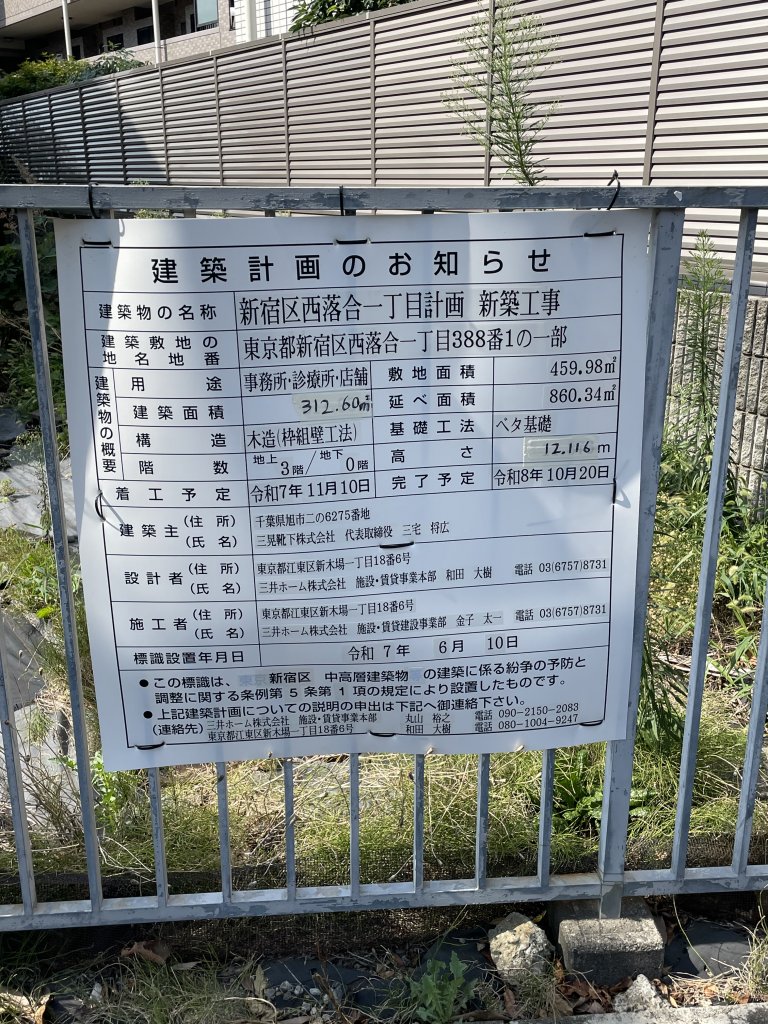 建築計画のお知らせ
建築物の名称 新宿区西落合一丁目計画 新築工事
建築敷地の地名地番 東京都新宿区西落合一丁目388番1の一部
建築物の概要
用途 事務所・診療所・店舗 敷地面積 459.98㎡
建築面積 312.60㎡ 延べ面積 860.34㎡
構造 木造(枠組壁工法) 基礎工法 ベタ基礎
階数 地上3階/地下0階 高さ 12.116m
着工予定 令和7年11月10日 完了予定 令和8年10月20日
建築主(住所) 千葉県旭市二の6275番地
(氏名) 三晃靴下株式会社 代表取締役 三宅 将広
設計者(住所) 東京都江東区新木場一丁目18番6号
(氏名) 三井ホーム株式会社 施設・賃貸事業本部 和田 大樹 電話 03(6757)8731
施工者(住所) 東京都江東区新木場一丁目18番6号
(氏名) 三井ホーム株式会社 施設・賃貸建設事業部 金子 太一 電話 03(6757)8731
標識設置年月日 令和 7年 6月 10日
●この標識は、東京 新宿区 中高層建築物 の建築に係る紛争の予防と
調整に関する条例第5条第1項の規定により設置したものです。
●上記建築計画についての説明の申出は下記へ御連絡下さい。
(連絡先) 三井ホーム株式会社 施設・賃貸事業本部 丸山 裕之 電話 090-2150-2083
東京都江東区新木場一丁目18番6号 和田 大樹 電話 080-1004-9247